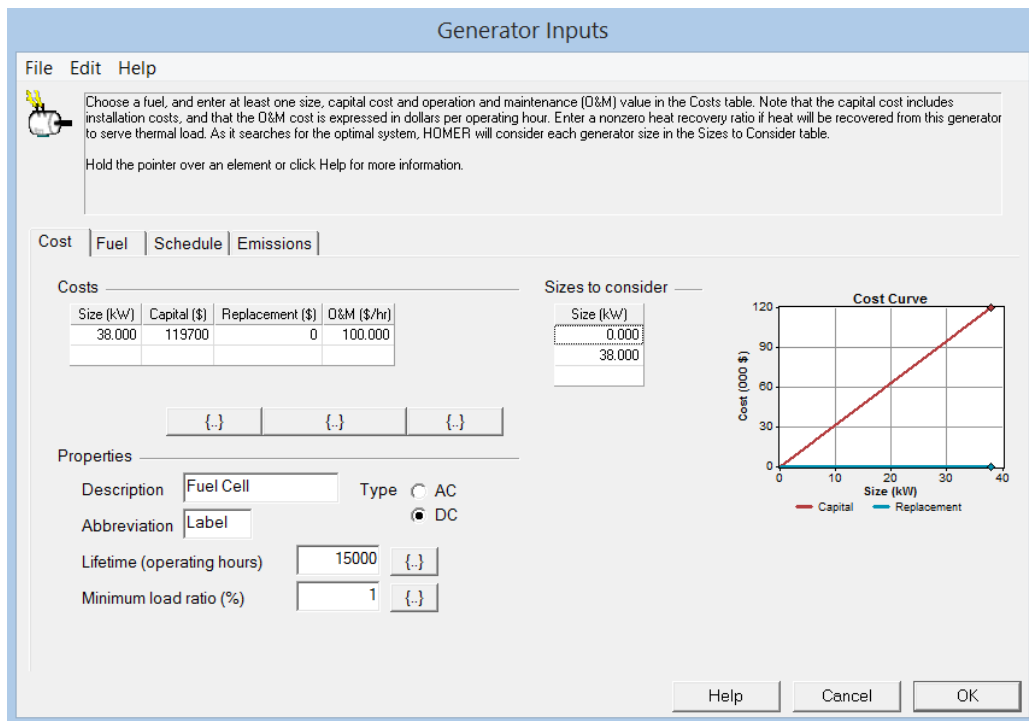 Generator Inputs
File Edit Help
Choose a fuel, and enter at least one size, capital cost and operation and maintenance (O&M) value in the Costs table. Note that the capital cost includes
installation costs, and that the O&M cost is expressed in dollars per operating hour. Enter a nonzero heat recovery ratio if heat will be recovered from this generator
to serve thermal load. As it searches for the optimal system, HOMER will consider each generator size in the Sizes to Consider table.
Hold the pointer over an element or click Help for more information.
Cost Fuel Schedule Emissions
Costs
Size (kW) Capital ($) Replacement ($) O&M ($/hr)
38.000 119700 0 100.000
{..} {..} {..}
Sizes to consider
Size (kW)
0.000
38.000
Cost Curve
120
90
60
30
0
Cost (000 $)
0 10 20 30 40
Size (kW)
Capital Replacement
Properties
Description Fuel Cell Type AC
DC
Abbreviation Label
Lifetime (operating hours) 15000 {..}
Minimum load ratio (%) 1 {..}
Help Cancel OK